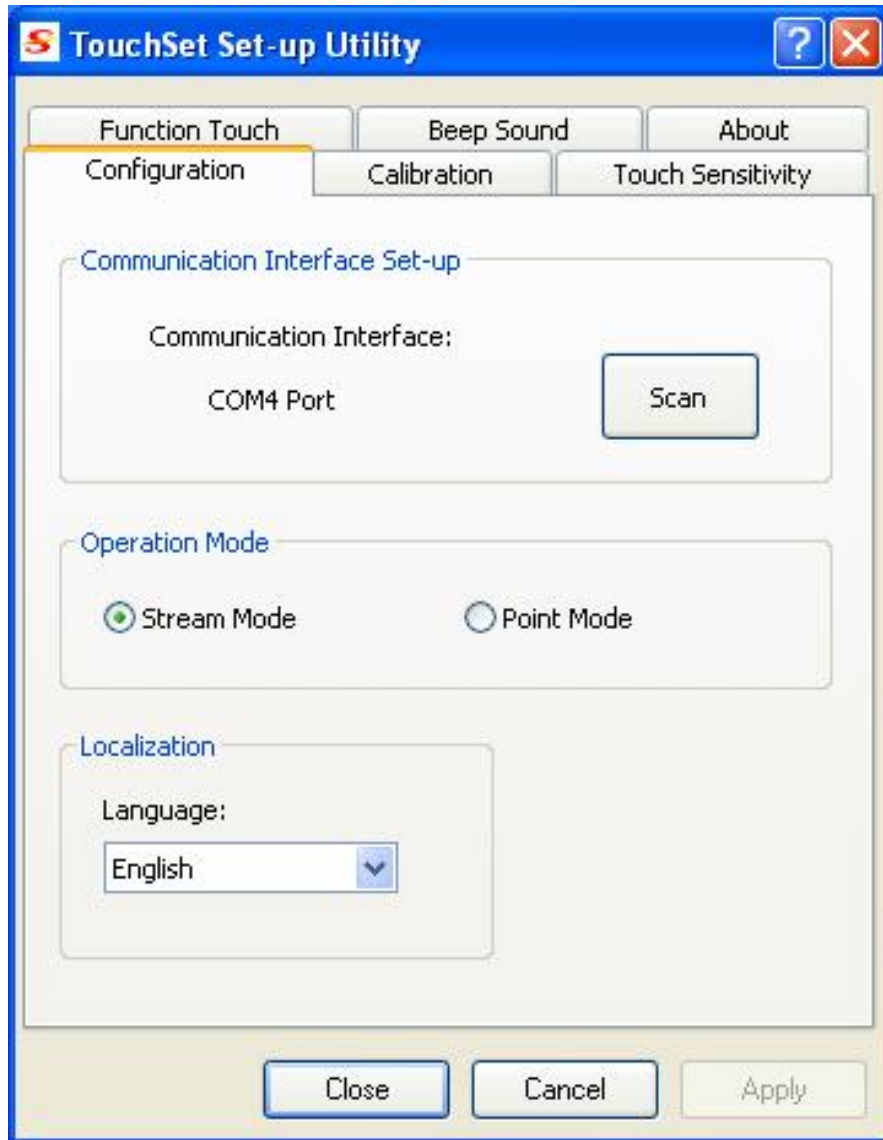 S TouchSet Set-up Utility
Function Touch Beep Sound About
Configuration Calibration Touch Sensitivity
Communication Interface Set-up
Communication Interface:
COM4 Port Scan
Operation Mode
Stream Mode Point Mode
Localization
Language:
English
Close Cancel Apply